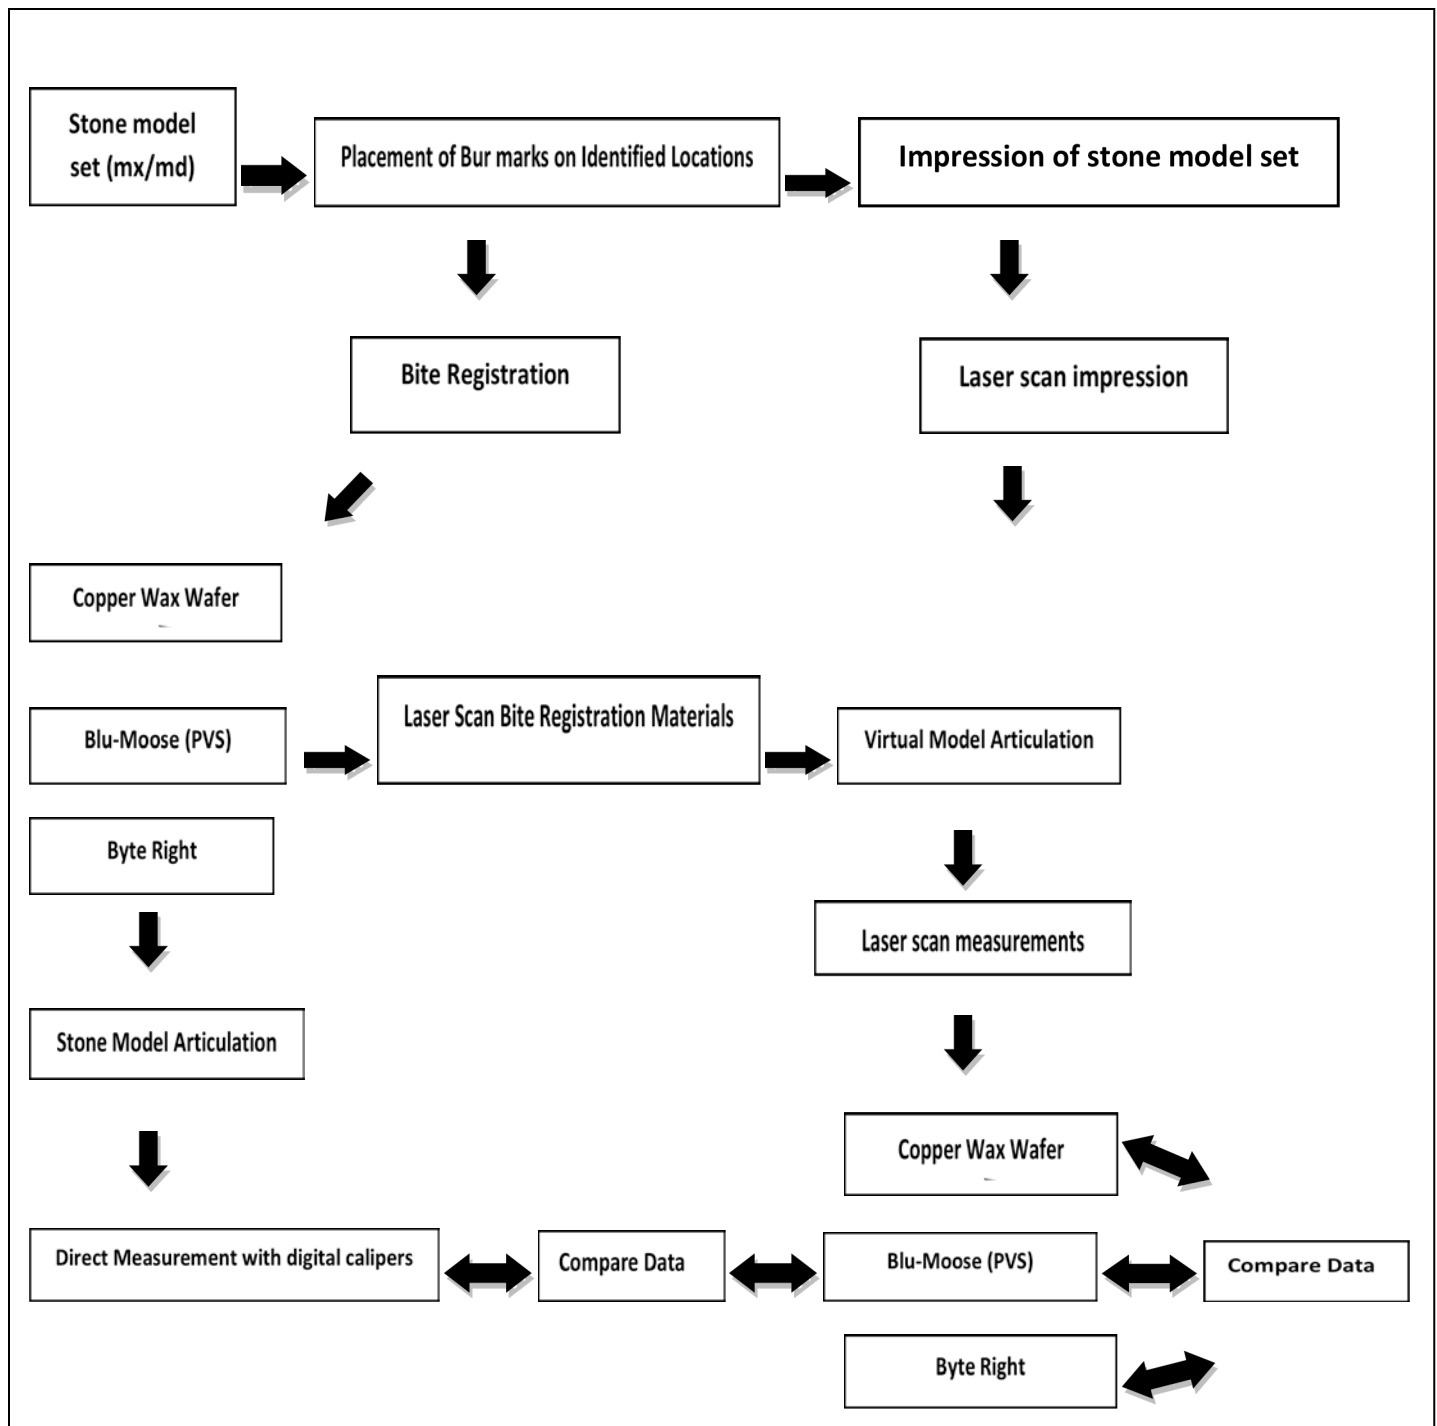 Stone model
set (mx/md)
Placement of Bur marks on Identified Locations
Impression of stone model set
Bite Registration
Laser scan impression
Copper Wax Wafer
Blu-Moose (PVS)
Laser Scan Bite Registration Materials
Virtual Model Articulation
Byte Right
Laser scan measurements
Stone Model Articulation
Copper Wax Wafer
Direct Measurement with digital calipers
Compare Data
Blu-Moose (PVS)
Compare Data
Byte Right